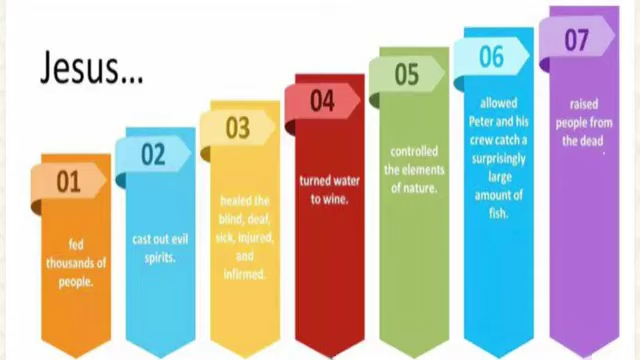 Jesus...
01
fed
thousands of
people.
02
cast out evil
spirits.
03
healed the
blind, deaf,
sick, injured,
and
infirmed.
04
turned water
to wine.
05
controlled
the elements
of nature.
06
allowed
Peter and his
crew catch a
surprisingly
large
amount of
fish.
07
raised
people from
the dead